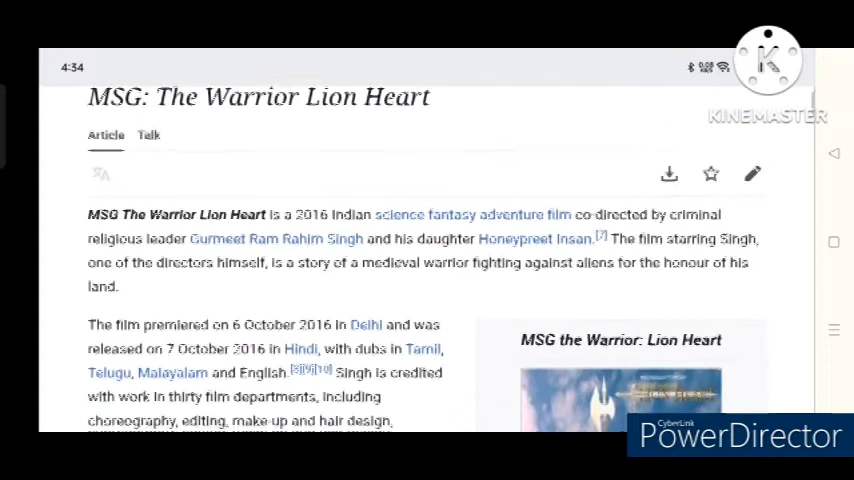 4:34
KINEMASTER
MSG: The Warrior Lion Heart
Article Talk
MSG The Warrior Lion Heart is a 2016 Indian science fantasy adventure film co-directed by criminal
religious leader Gurmeet Ram Rahim Singh and his daughter Honeypreet Insan.[7] The film starring Singh,
one of the directors himself, is a story of a medieval warrior fighting against aliens for the honour of his
land.
The film premiered on 6 October 2016 in Delhi and was
released on 7 October 2016 in Hindi, with dubs in Tamil,
Telugu, Malayalam and English.[8][9][10] Singh is credited
with work in thirty film departments, including
choreography, editing, make-up and hair design,
MSG the Warrior: Lion Heart
CyberLink
PowerDirector